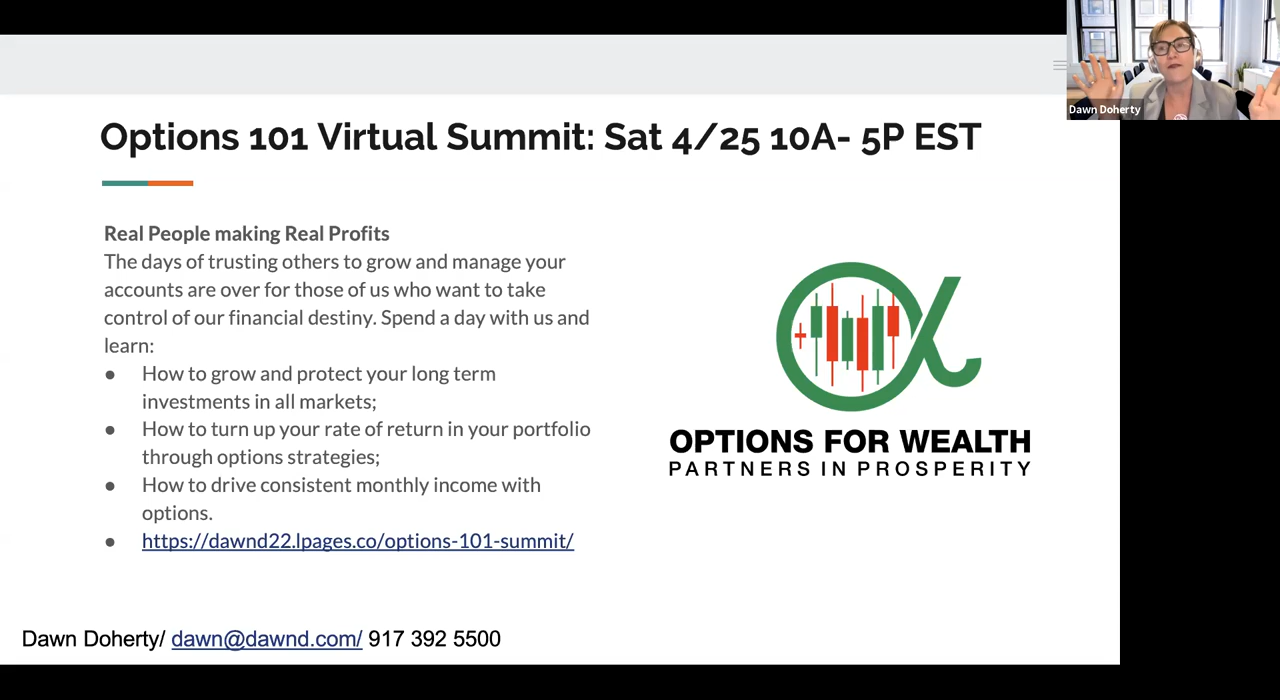 Dawn Doherty
Options 101 Virtual Summit: Sat 4/25 10A- 5P EST
Real People making Real Profits
The days of trusting others to grow and manage your
accounts are over for those of us who want to take
control of our financial destiny. Spend a day with us and
learn:
● How to grow and protect your long term
investments in all markets;
● How to turn up your rate of return in your portfolio
through options strategies;
● How to drive consistent monthly income with
options.
● https://dawnd22.lpages.co/options-101-summit/
OPTIONS FOR WEALTH
PARTNERS IN PROSPERITY
Dawn Doherty/ dawn@dawnd.com/ 917 392 5500